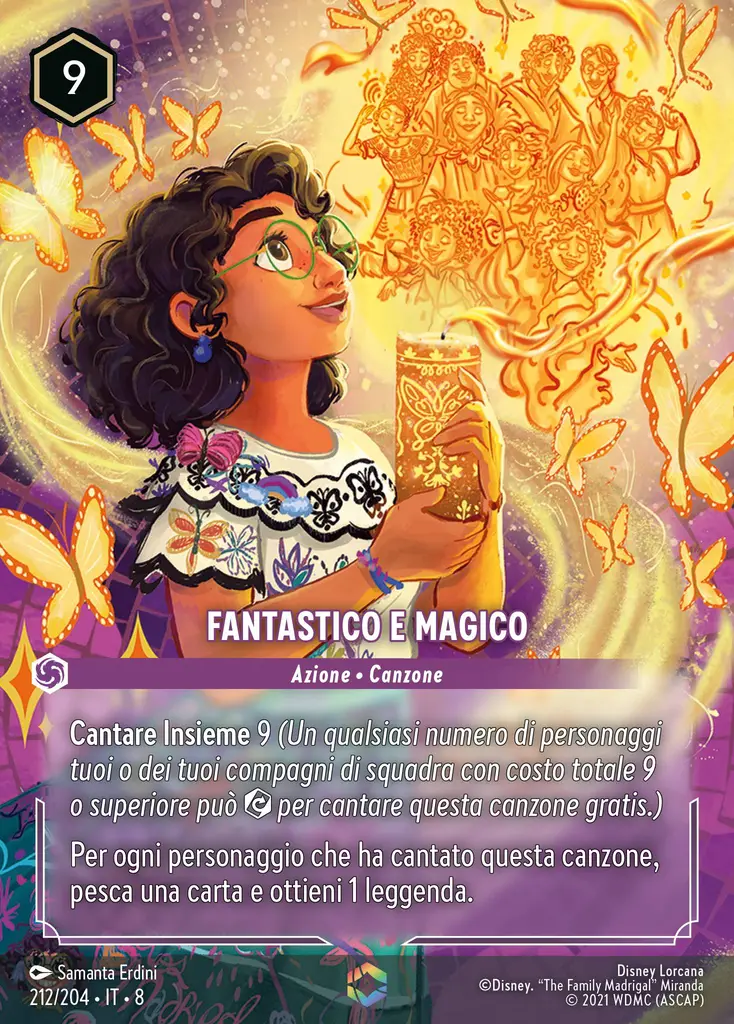 9
FANTASTICO E MAGICO
Azione • Canzone
Cantare Insieme 9 (Un qualsiasi numero di personaggi
tuoi o dei tuoi compagni di squadra con costo totale 9
o superiore può per cantare questa canzone gratis.)
Per ogni personaggio che ha cantato questa canzone,
pesca una carta e ottieni 1 leggenda.
Samanta Erdini
212/204 • IT • 8
Disney Lorcana
©Disney. "The Family Madrigal" Miranda
© 2021 WDMC (ASCAP)